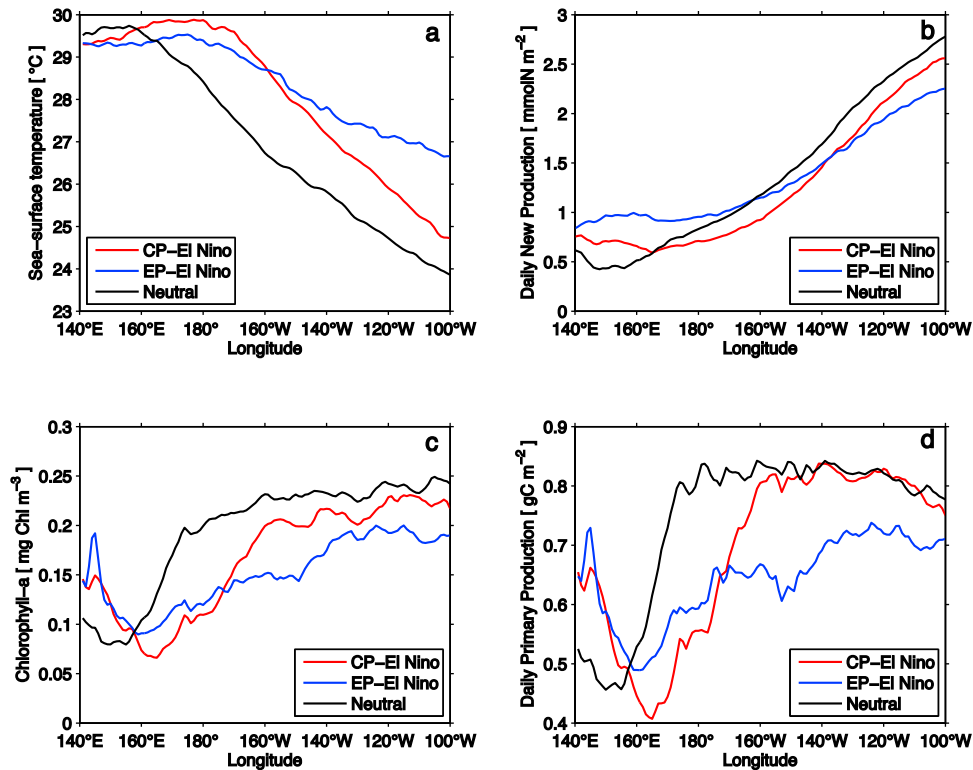 a
Sea-surface temperature [ °C ]
30
29
28
27
26
25
24
23
CP-El Nino
EP-El Nino
Neutral
140°E 160°E 180° 160°W 140°W 120°W 100°W
Longitude
b
Daily New Production [ mmolN m⁻² ]
3
2.5
2
1.5
1
0.5
0
CP-El Nino
EP-El Nino
Neutral
140°E 160°E 180° 160°W 140°W 120°W 100°W
Longitude
c
Chlorophyll-a [ mg Chl m⁻³ ]
0.3
0.25
0.2
0.15
0.1
0.05
0
CP-El Nino
EP-El Nino
Neutral
140°E 160°E 180° 160°W 140°W 120°W 100°W
Longitude
d
Daily Primary Production [ gC m⁻² ]
0.9
0.8
0.7
0.6
0.5
0.4
CP-El Nino
EP-El Nino
Neutral
140°E 160°E 180° 160°W 140°W 120°W 100°W
Longitude